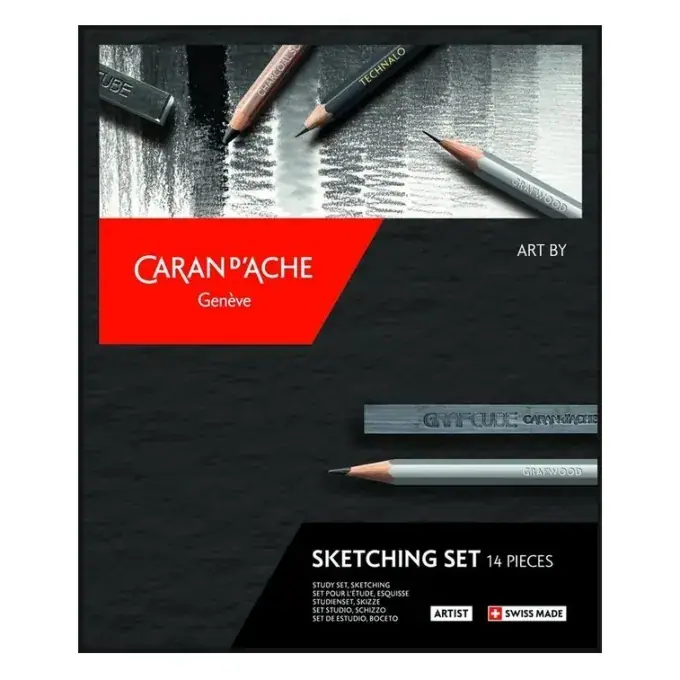 CUBE
TECHNALO
GRAFWOOD
CARAN D'ACHE
Genève
ART BY
GRAFCUBE CARAN D'ACHE
GRAFWOOD
SKETCHING SET 14 PIECES
STUDY SET, SKETCHING
SET POUR L'ÉTUDE, ESQUISSE
STUDIENSET, SKIZZE
SET STUDIO, SCHIZZO
SET DE ESTUDIO, BOCETO
ARTIST
SWISS MADE